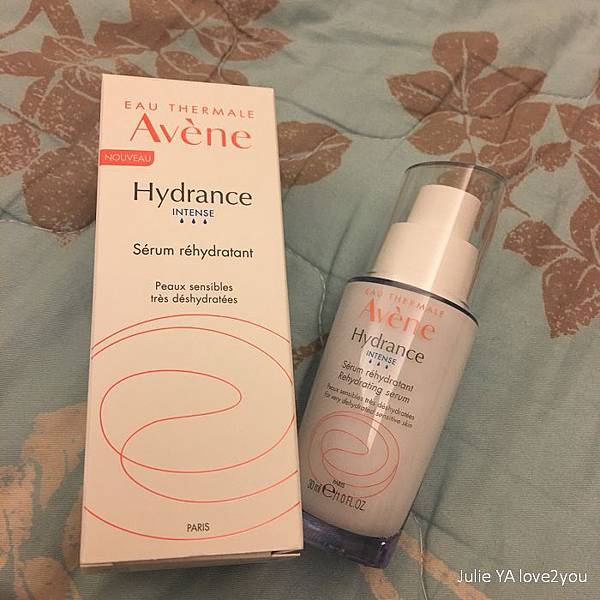 EAU THERMALE
Avène
NOUVEAU
Hydrance
INTENSE
Sérum réhydratant
Peaux sensibles
très déshydratées
PARIS
EAU THERMALE
Avène
Hydrance
INTENSE
Sérum réhydratant
Rehydrating serum
Peaux sensibles très déshydratées
For very dehydrated sensitive skin
PARIS
30 ml ℮ 1.0 FL.OZ.
Julie YA love2you